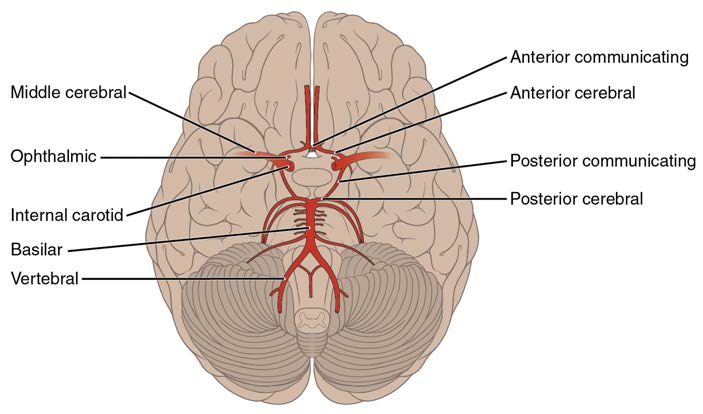 Anterior communicating
Middle cerebral
Anterior cerebral
Ophthalmic
Posterior communicating
Posterior cerebral
Internal carotid
Basilar
Vertebral